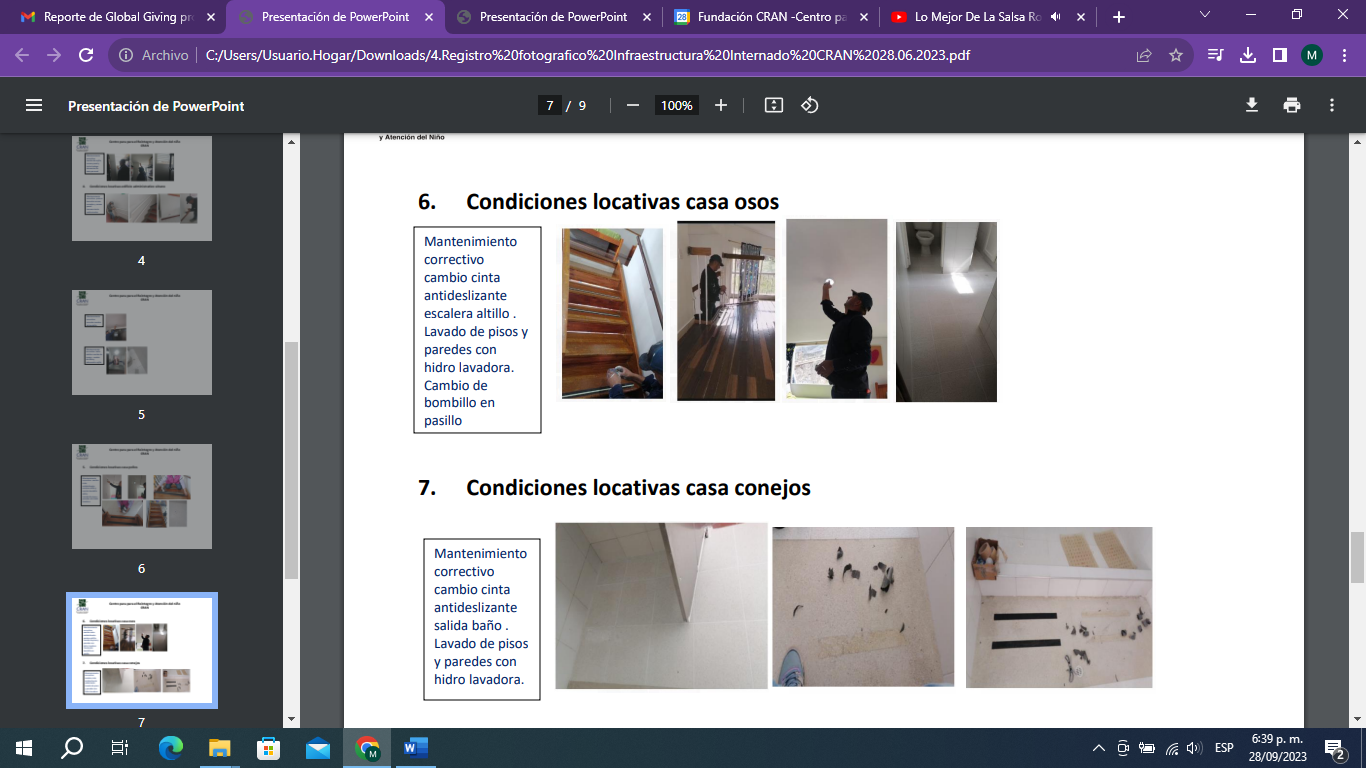 Reporte de Global Giving pr
Presentación de PowerPoint
Presentación de PowerPoint
Fundación CRAN -Centro pa
Lo Mejor De La Salsa Ro
Archivo
C:/Users/Usuario.Hogar/Downloads/4.Registro%20fotografico%20Infraestructura%20Internado%20CRAN%2028.06.2023.pdf
M
Presentación de PowerPoint
7 / 9
100%
4
5
6
7
y Atención del Niño
6. Condiciones locativas casa osos
Mantenimiento
correctivo
cambio cinta
antideslizante
escalera altillo .
Lavado de pisos y
paredes con
hidro lavadora.
Cambio de
bombillo en
pasillo
7. Condiciones locativas casa conejos
Mantenimiento
correctivo
cambio cinta
antideslizante
salida baño .
Lavado de pisos
y paredes con
hidro lavadora.
ESP
6:39 p. m.
28/09/2023
2